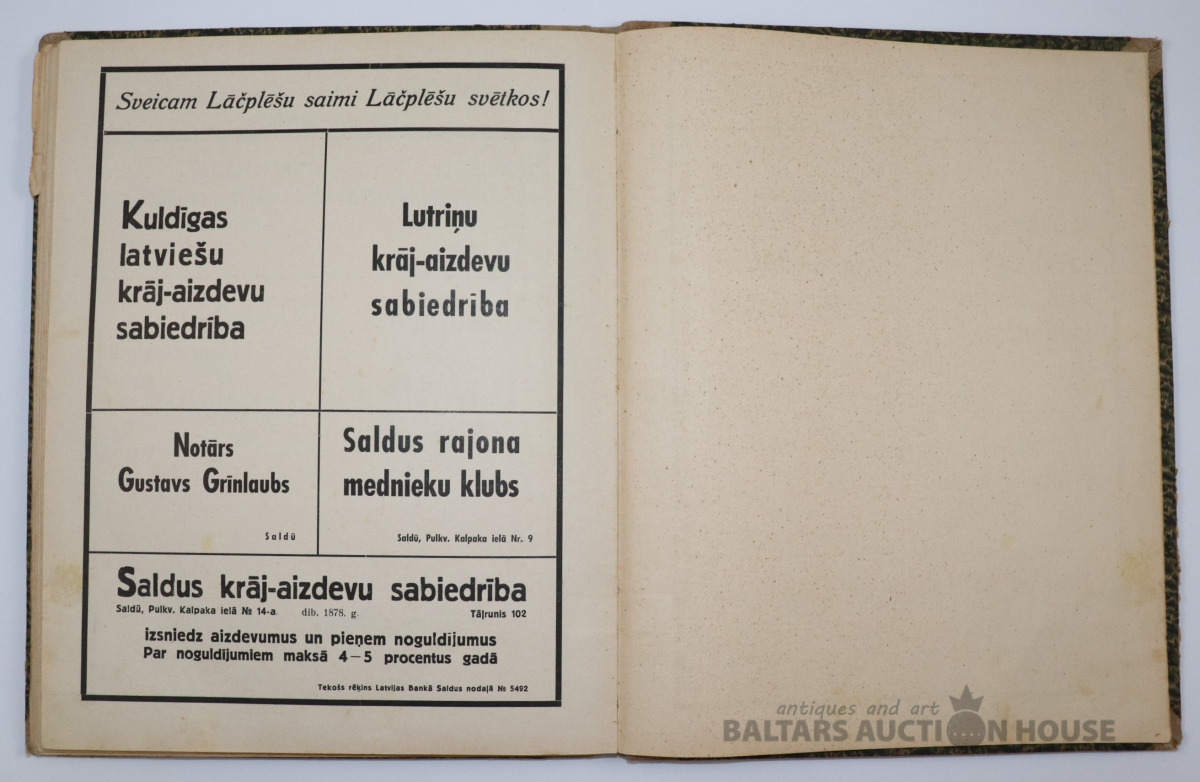 Sveicam Lāčplēšu saimi Lāčplēšu svētkos!
Kuldīgas
latviešu
krāj-aizdevu
sabiedrība
Lutriņu
krāj-aizdevu
sabiedrība
Notārs
Gustavs Grīnlaubs
Saldū
Saldus rajona
mednieku klubs
Saldū, Pulkv. Kalpaka ielā Nr. 9
Saldus krāj-aizdevu sabiedrība
Saldū, Pulkv. Kalpaka ielā № 14-a dib. 1878. g. Tāļrunis 102
izsniedz aizdevumus un pieņem noguldījumus
Par noguldījumiem maksā 4—5 procentus gadā
Tekošs rēķins Latvijas Bankā Saldus nodaļā № 5492
antiques and art
BALTARS AUCTION HOUSE